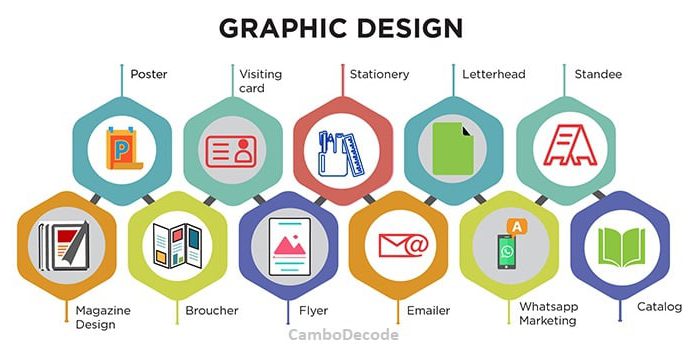 GRAPHIC DESIGN
Poster
Visiting
card
Stationery
Letterhead
Standee
P
A
Magazine
Design
Broucher
Flyer
Emailer
Whatsapp
Marketing
Catalog
CamboDecode